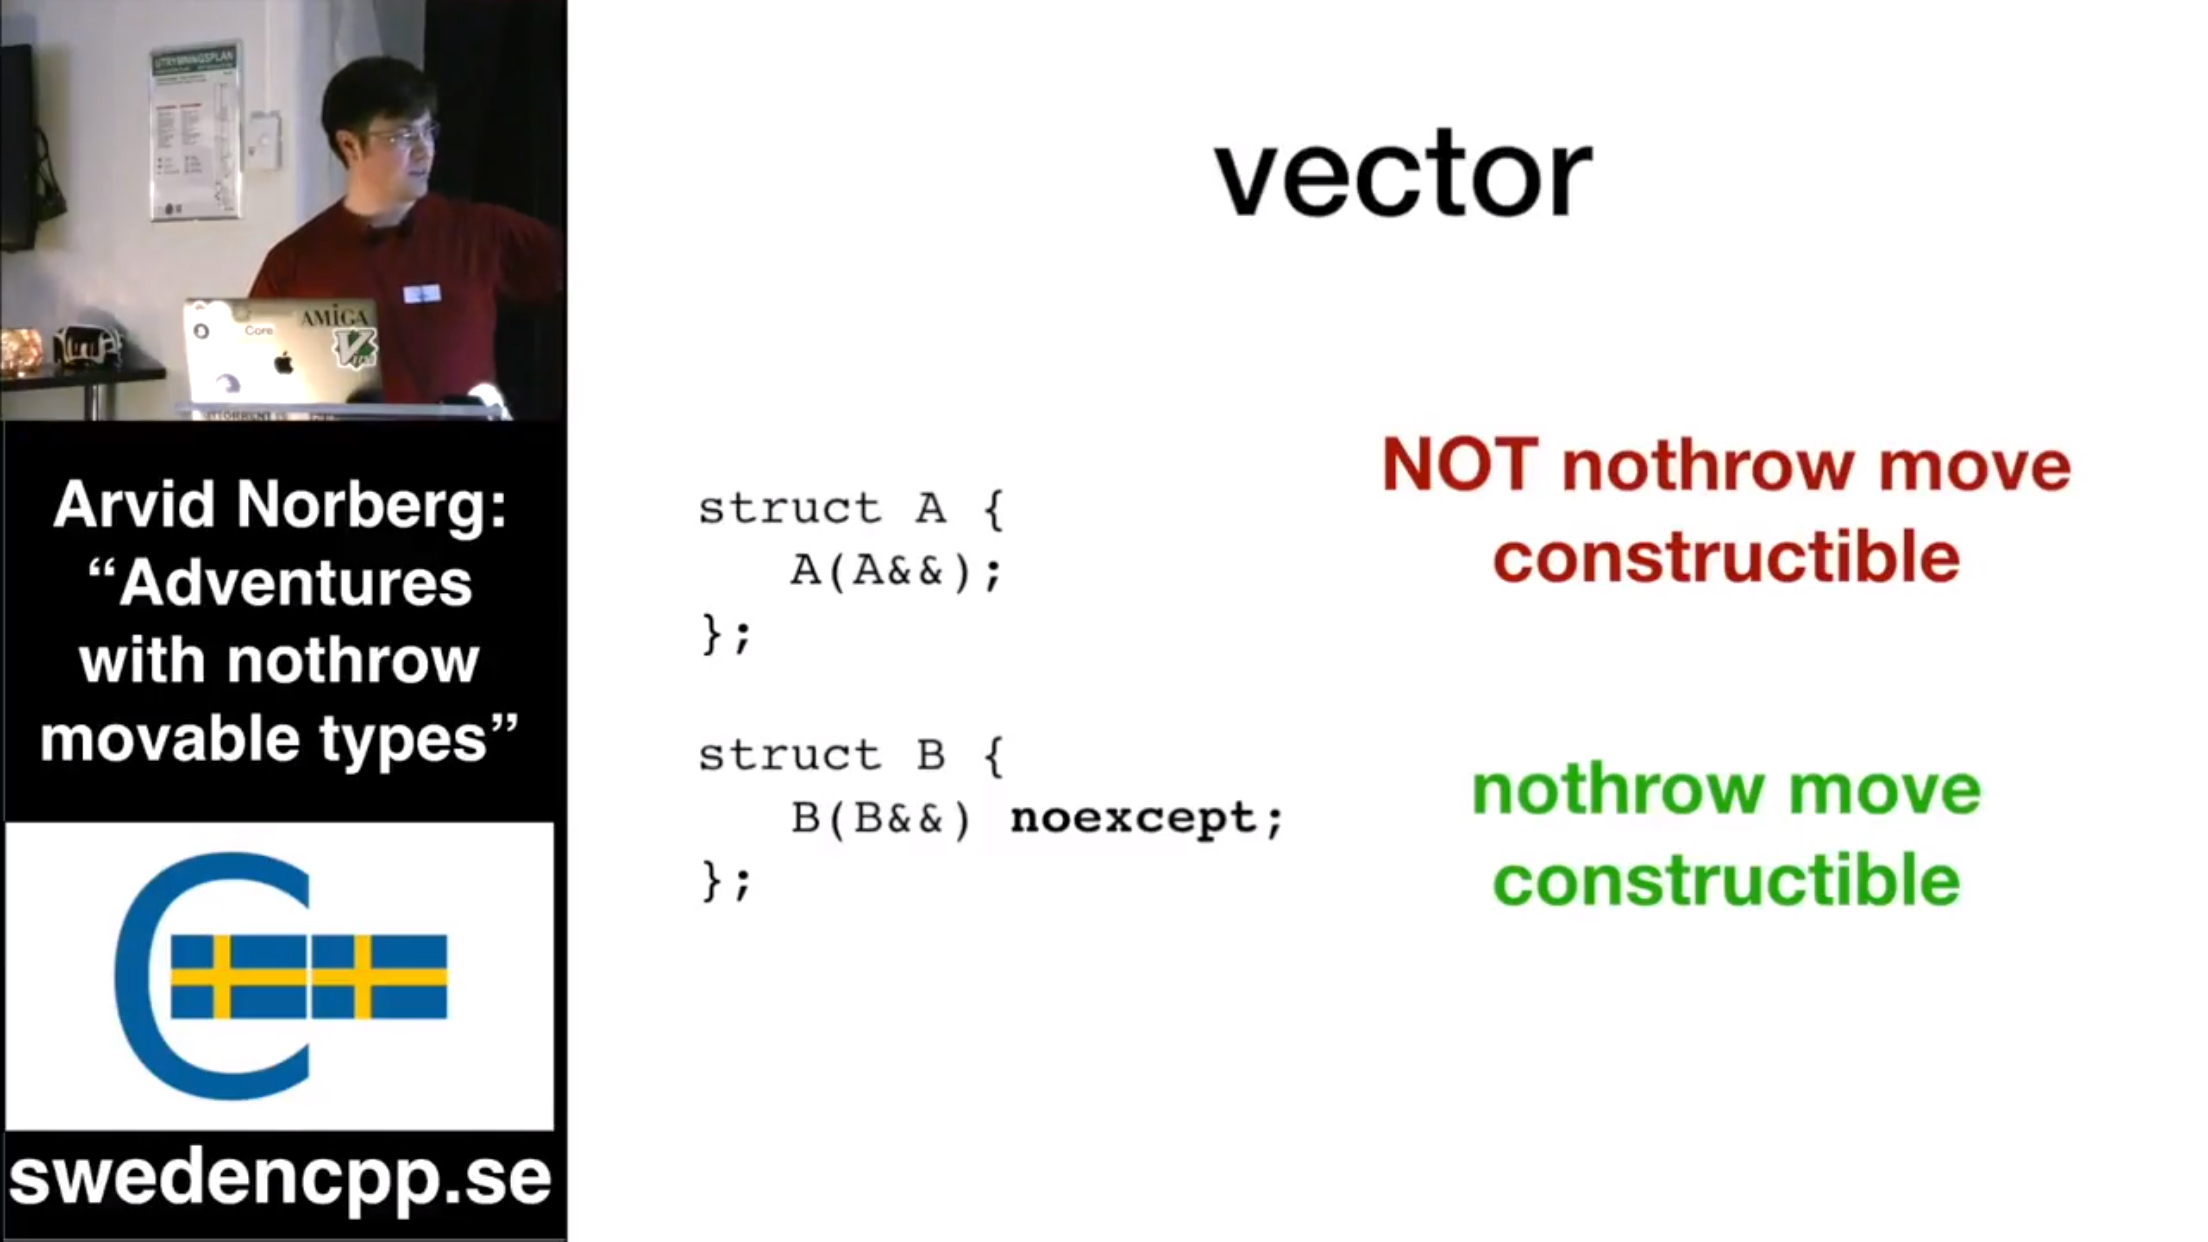 UTRYMNINGSPLAN
AMIGA
Core
Arvid Norberg:
“Adventures
with nothrow
movable types”
swedencpp.se
vector
struct A {
A(A&&);
};
NOT nothrow move
constructible
struct B {
B(B&&) noexcept;
};
nothrow move
constructible